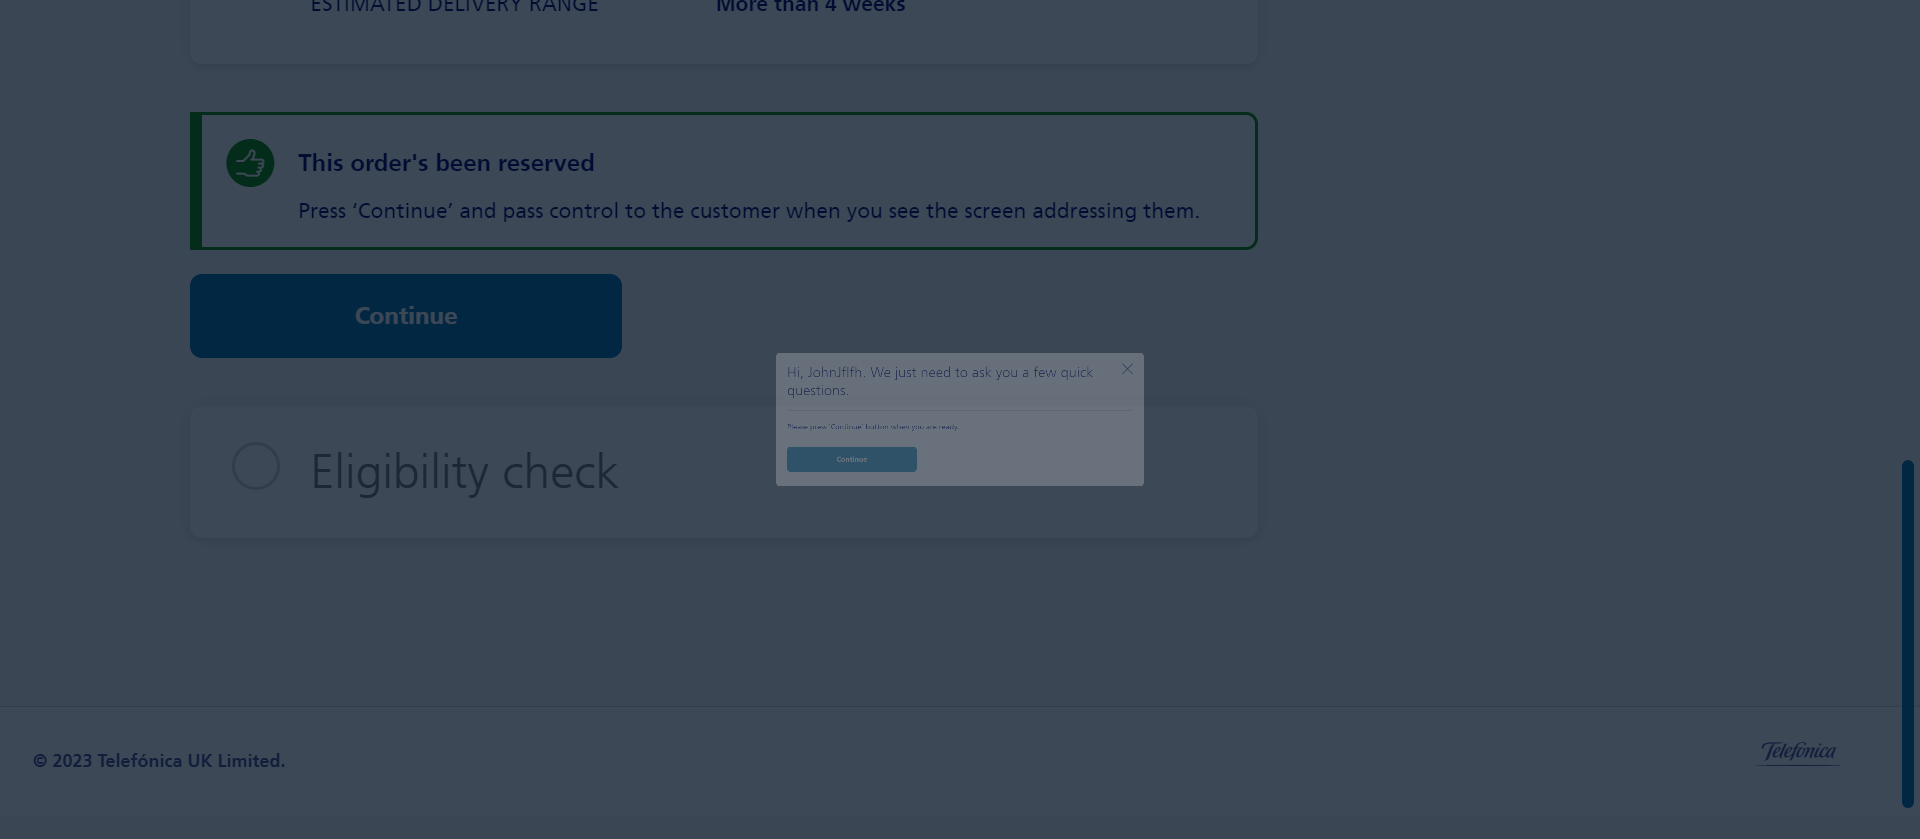 ESTIMATED DELIVERY RANGE More than 4 weeks
This order's been reserved
Press ‘Continue’ and pass control to the customer when you see the screen addressing them.
Continue
Hi, JohnJflfh. We just need to ask you a few quick
questions.
Please press 'Continue' button when you are ready.
Continue
Eligibility check
© 2023 Telefónica UK Limited.
Telefónica